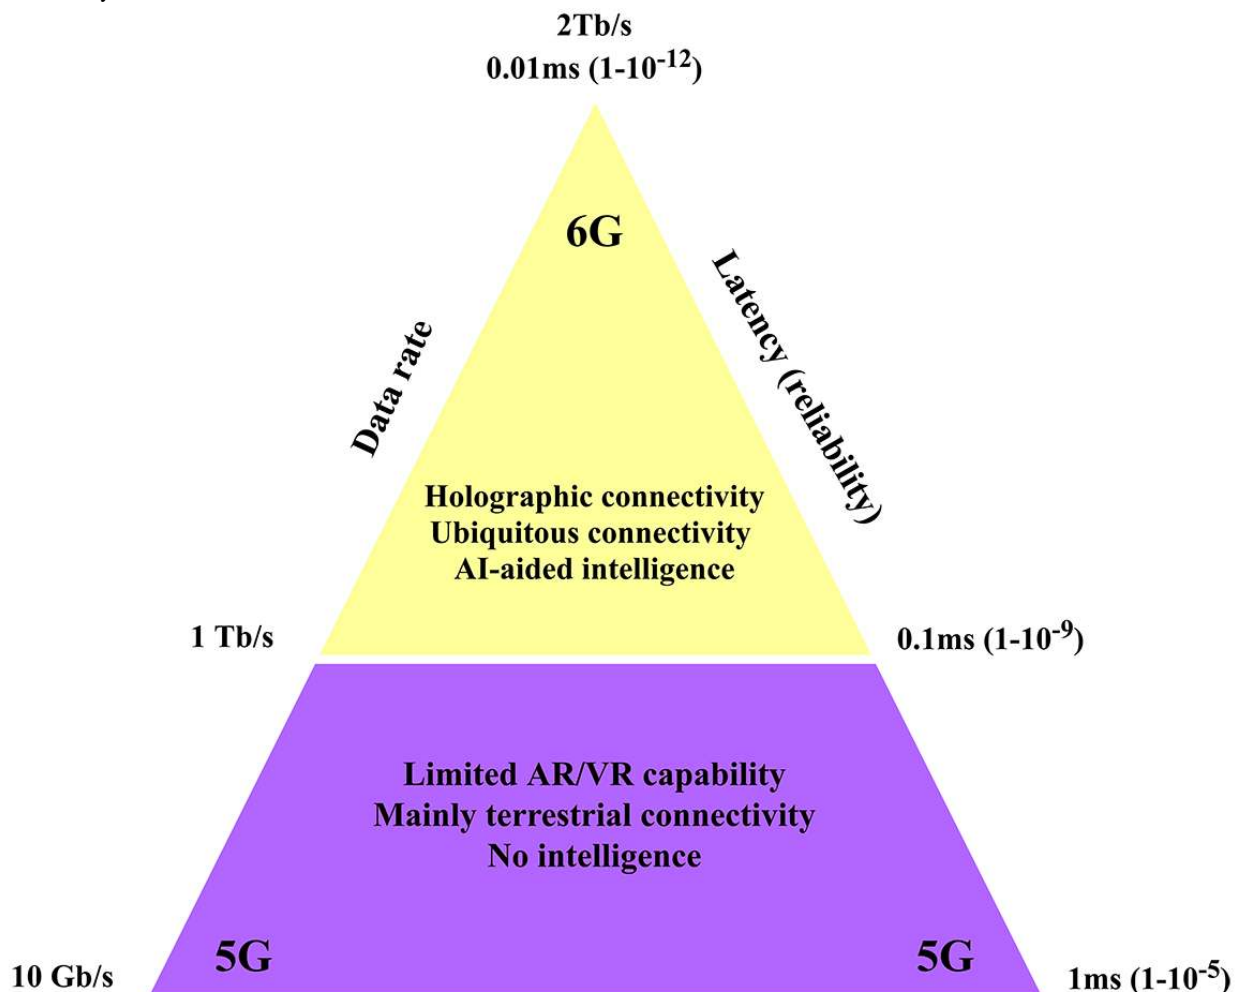 2Tb/s
0.01ms (1-10⁻¹²)
6G
Data rate
Latency (reliability)
Holographic connectivity
Ubiquitous connectivity
AI-aided intelligence
1 Tb/s
0.1ms (1-10⁻⁹)
Limited AR/VR capability
Mainly terrestrial connectivity
No intelligence
5G
5G
10 Gb/s
1ms (1-10⁻⁵)